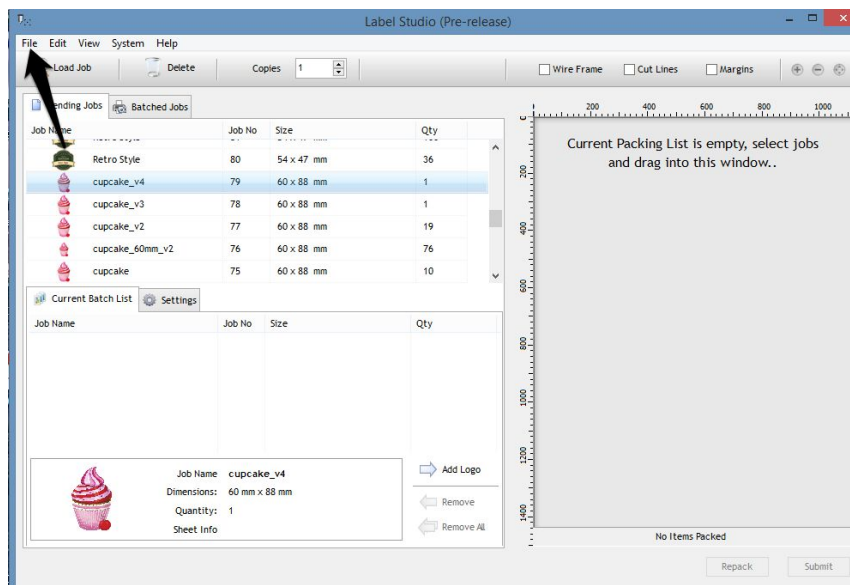 Label Studio (Pre-release)
File Edit View System Help
Load Job Delete Copies 1 Wire Frame Cut Lines Margins
Pending Jobs Batched Jobs
Job Name Job No Size Qty
Retro Style 80 54 x 47 mm 36
cupcake_v4 79 60 x 88 mm 1
cupcake_v3 78 60 x 88 mm 1
cupcake_v2 77 60 x 88 mm 19
cupcake_60mm_v2 76 60 x 88 mm 76
cupcake 75 60 x 88 mm 10
Current Batch List Settings
Job Name Job No Size Qty
Job Name cupcake_v4
Dimensions: 60 mm x 88 mm
Quantity: 1
Sheet Info
Add Logo
Remove
Remove All
200 400 600 800 1000
0
200
400
600
800
1000
1200
1400
Current Packing List is empty, select jobs
and drag into this window..
No Items Packed
Repack Submit